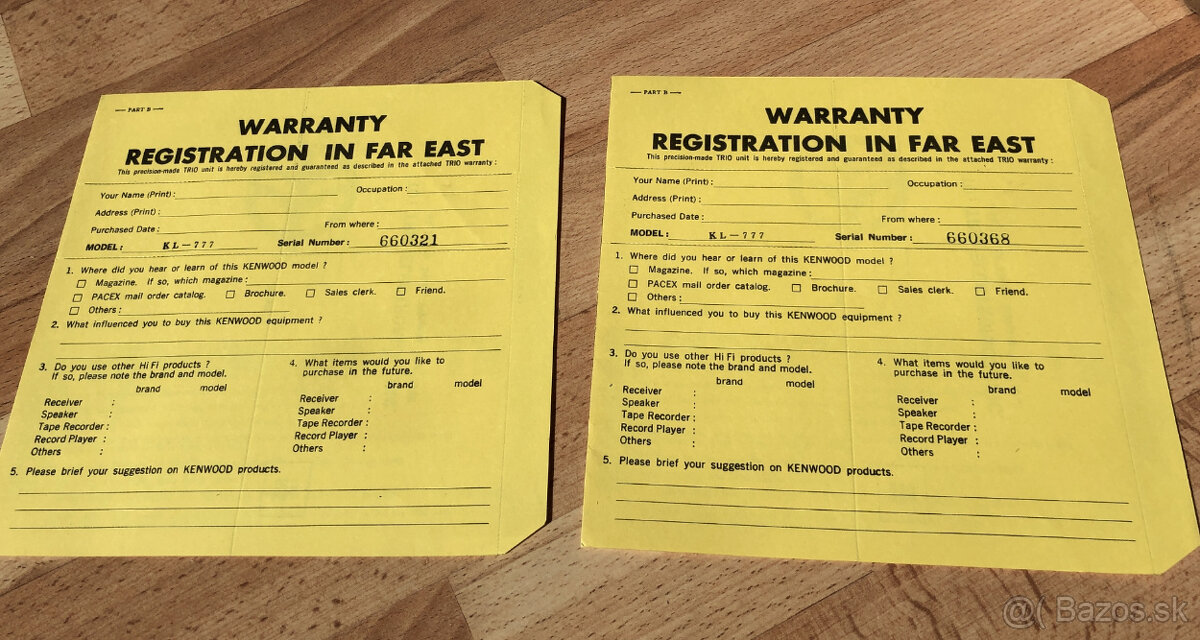 — PART B —
WARRANTY
REGISTRATION IN FAR EAST
This precision-made TRIO unit is hereby registered and guaranteed as described in the attached TRIO warranty :
Your Name (Print) :
Occupation :
Address (Print) :
Purchased Date :
From where :
MODEL : KL-777 Serial Number : 660321
1. Where did you hear or learn of this KENWOOD model ?
□ Magazine. If so, which magazine :
□ PACEX mail order catalog. □ Brochure. □ Sales clerk. □ Friend.
□ Others :
2. What influenced you to buy this KENWOOD equipment ?
3. Do you use other Hi Fi products ?
If so, please note the brand and model.
brand model
Receiver :
Speaker :
Tape Recorder :
Record Player :
Others :
4. What items would you like to
purchase in the future.
brand model
Receiver :
Speaker :
Tape Recorder :
Record Player :
Others :
5. Please brief your suggestion on KENWOOD products.
— PART B —
WARRANTY
REGISTRATION IN FAR EAST
This precision-made TRIO unit is hereby registered and guaranteed as described in the attached TRIO warranty :
Your Name (Print) :
Occupation :
Address (Print) :
Purchased Date :
From where :
MODEL : KL-777 Serial Number : 660368
1. Where did you hear or learn of this KENWOOD model ?
□ Magazine. If so, which magazine :
□ PACEX mail order catalog. □ Brochure. □ Sales clerk. □ Friend.
□ Others :
2. What influenced you to buy this KENWOOD equipment ?
3. Do you use other Hi Fi products ?
If so, please note the brand and model.
brand model
Receiver :
Speaker :
Tape Recorder :
Record Player :
Others :
4. What items would you like to
purchase in the future.
brand model
Receiver :
Speaker :
Tape Recorder :
Record Player :
Others :
5. Please brief your suggestion on KENWOOD products.
@( Bazos.sk